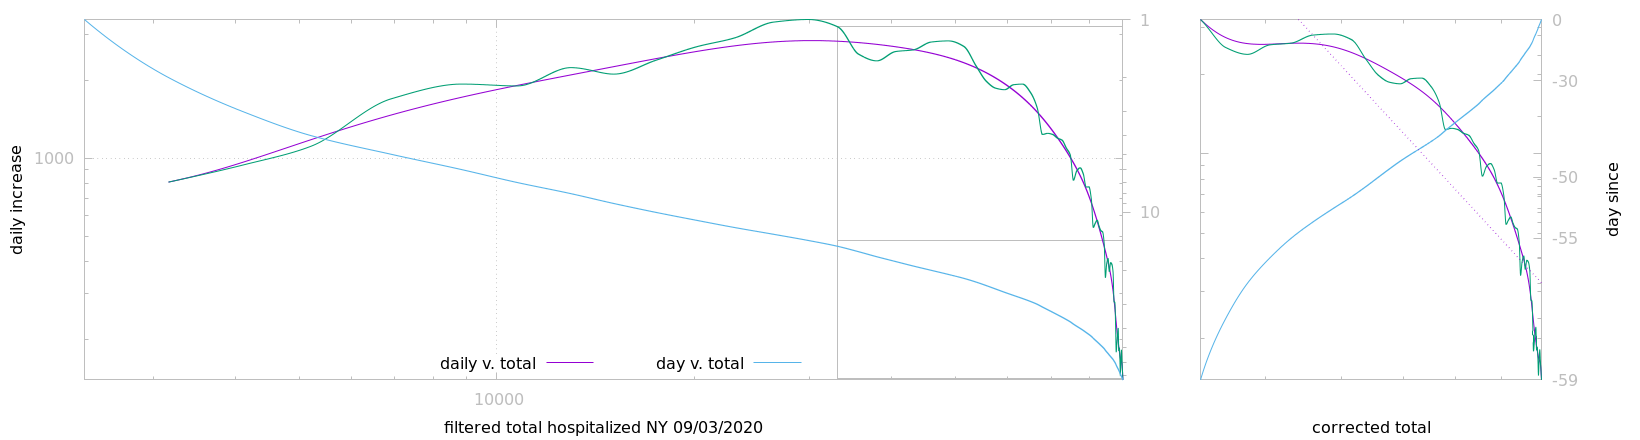 1
0
-30
1000
-50
daily increase
day since
10
-55
daily v. total
day v. total
-59
10000
filtered total hospitalized NY 09/03/2020
corrected total